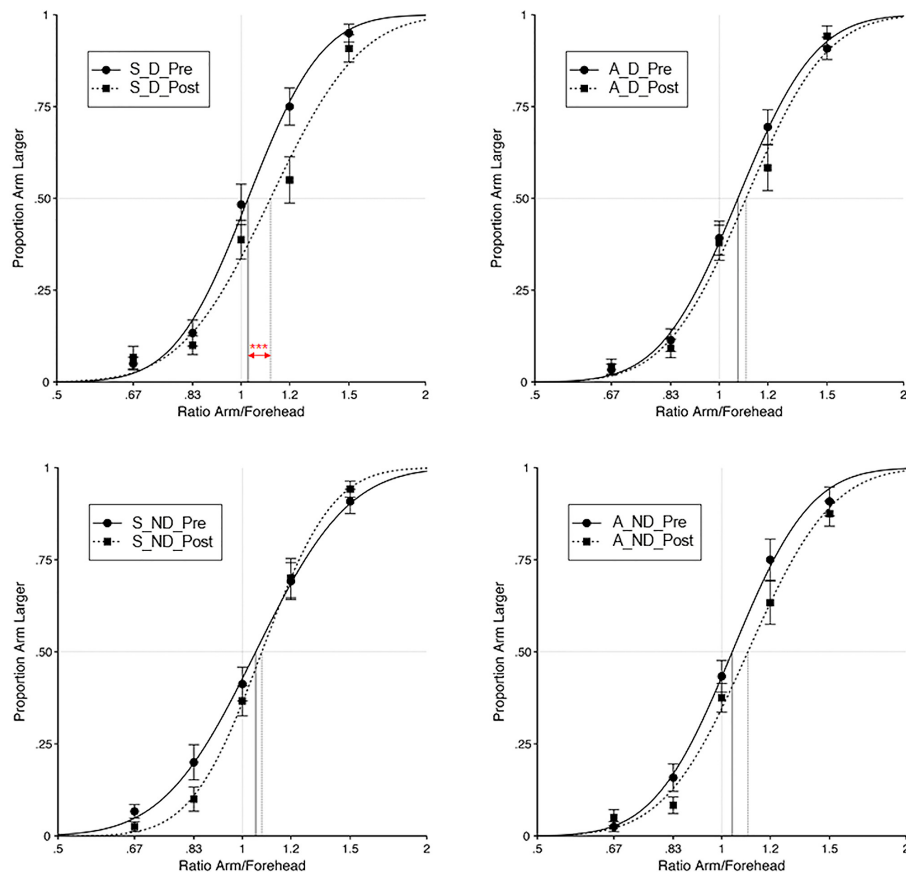 1
.75
.50
.25
0
Proportion Arm Larger
S_D_Pre
S_D_Post
***
.5 .67 .83 1 1.2 1.5 2
Ratio Arm/Forehead
1
.75
.50
.25
0
Proportion Arm Larger
A_D_Pre
A_D_Post
.5 .67 .83 1 1.2 1.5 2
Ratio Arm/Forehead
1
.75
.50
.25
0
Proportion Arm Larger
S_ND_Pre
S_ND_Post
.5 .67 .83 1 1.2 1.5 2
Ratio Arm/Forehead
1
.75
.50
.25
0
Proportion Arm Larger
A_ND_Pre
A_ND_Post
.5 .67 .83 1 1.2 1.5 2
Ratio Arm/Forehead